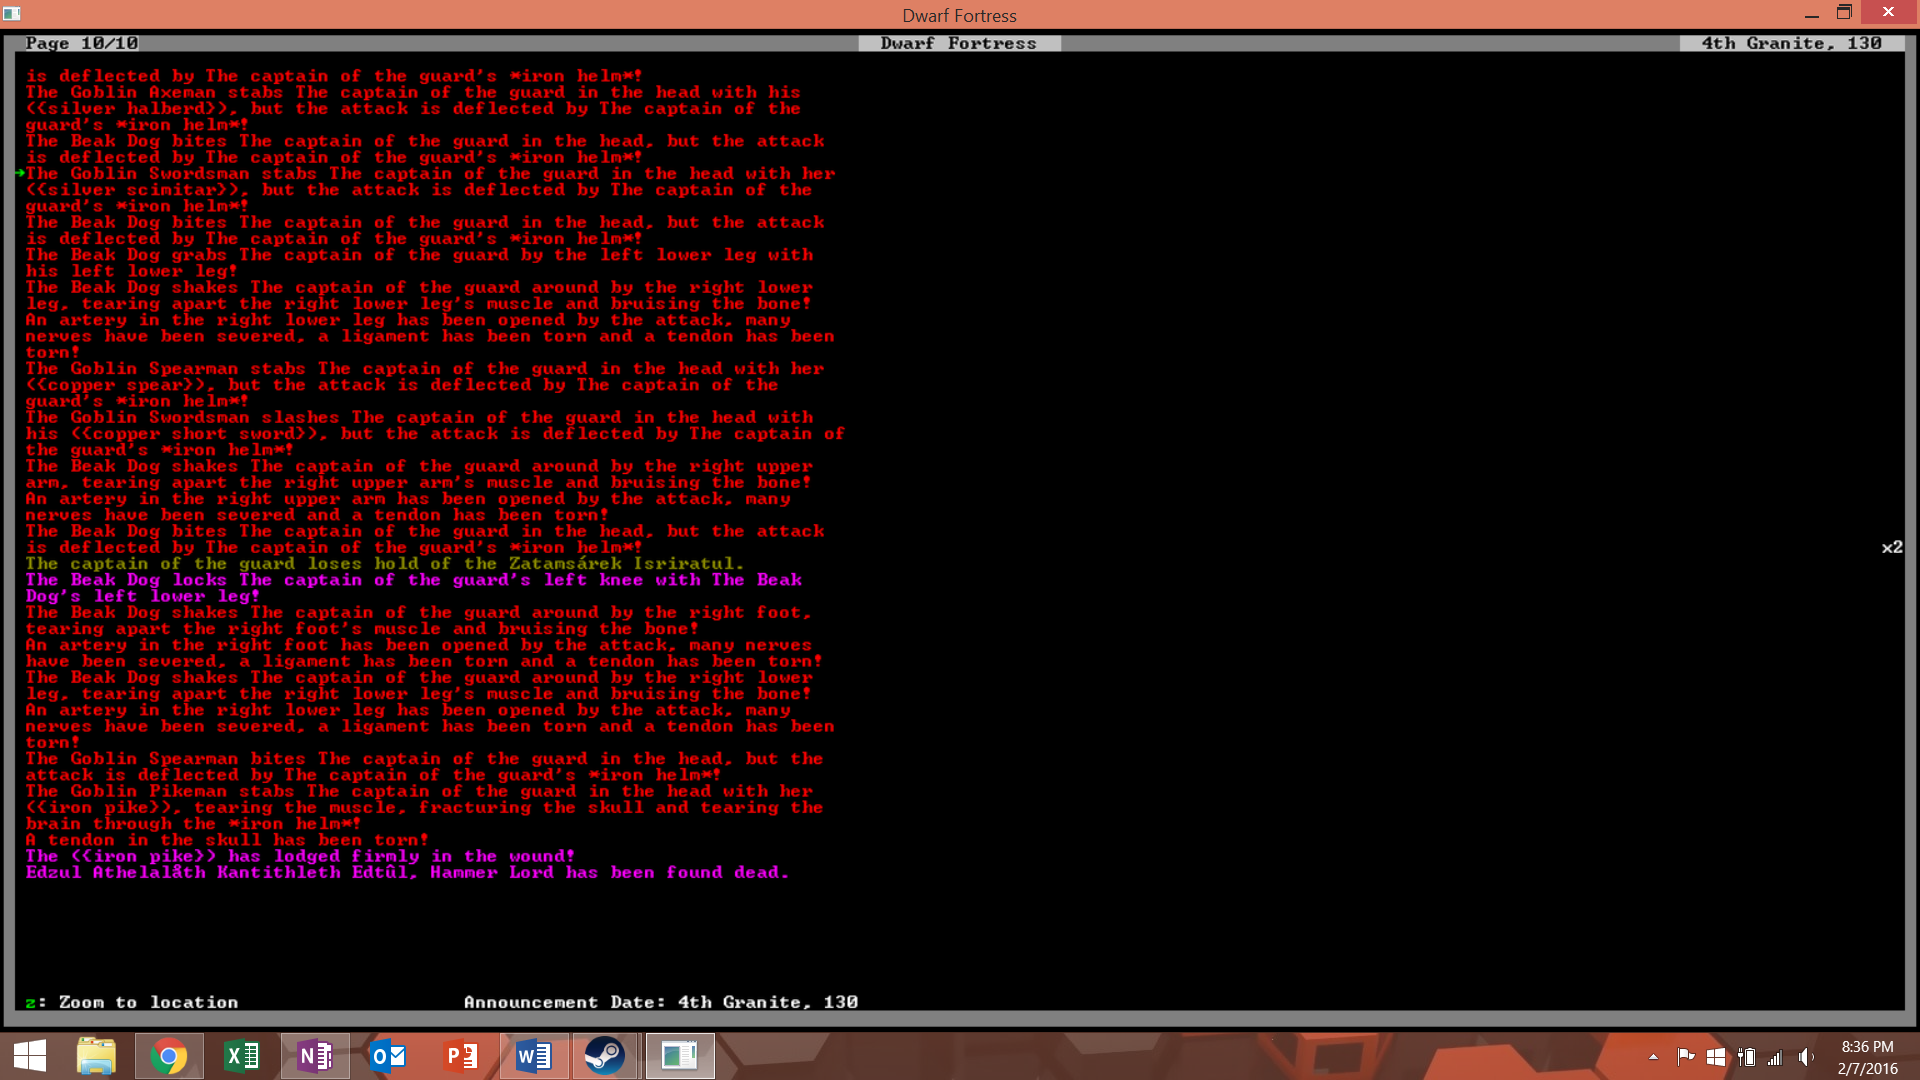 Dwarf Fortress
Page 10/10
Dwarf Fortress
4th Granite, 130
is deflected by The captain of the guard's *iron helm*!
The Goblin Axeman stabs The captain of the guard in the head with his
<<silver halberd>>, but the attack is deflected by The captain of the
guard's *iron helm*!
The Beak Dog bites The captain of the guard in the head, but the attack
is deflected by The captain of the guard's *iron helm*!
→The Goblin Swordsman stabs The captain of the guard in the head with her
<<silver scimitar>>, but the attack is deflected by The captain of the
guard's *iron helm*!
The Beak Dog bites The captain of the guard in the head, but the attack
is deflected by The captain of the guard's *iron helm*!
The Beak Dog grabs The captain of the guard by the left lower leg with
his left lower leg!
The Beak Dog shakes The captain of the guard around by the right lower
leg, tearing apart the right lower leg's muscle and bruising the bone!
An artery in the right lower leg has been opened by the attack, many
nerves have been severed, a ligament has been torn and a tendon has been
torn!
The Goblin Spearman stabs The captain of the guard in the head with her
<<copper spear>>, but the attack is deflected by The captain of the
guard's *iron helm*!
The Goblin Swordsman slashes The captain of the guard in the head with
his <<copper short sword>>, but the attack is deflected by The captain of
the guard's *iron helm*!
The Beak Dog shakes The captain of the guard around by the right upper
arm, tearing apart the right upper arm's muscle and bruising the bone!
An artery in the right upper arm has been opened by the attack, many
nerves have been severed and a tendon has been torn!
The Beak Dog bites The captain of the guard in the head, but the attack
is deflected by The captain of the guard's *iron helm*!
x2
The captain of the guard loses hold of the Zatamsárek Isriratul.
The Beak Dog locks The captain of the guard's left knee with The Beak
Dog's left lower leg!
The Beak Dog shakes The captain of the guard around by the right foot,
tearing apart the right foot's muscle and bruising the bone!
An artery in the right foot has been opened by the attack, many nerves
have been severed, a ligament has been torn and a tendon has been torn!
The Beak Dog shakes The captain of the guard around by the right lower
leg, tearing apart the right lower leg's muscle and bruising the bone!
An artery in the right lower leg has been opened by the attack, many
nerves have been severed, a ligament has been torn and a tendon has been
torn!
The Goblin Spearman bites The captain of the guard in the head, but the
attack is deflected by The captain of the guard's *iron helm*!
The Goblin Pikeman stabs The captain of the guard in the head with her
<<iron pike>>, tearing the muscle, fracturing the skull and tearing the
brain through the *iron helm*!
A tendon in the skull has been torn!
The <<iron pike>> has lodged firmly in the wound!
Edzul Athelalåth Kantithleth Edtûl, Hammer Lord has been found dead.
z: Zoom to location
Announcement Date: 4th Granite, 130
8:36 PM
2/7/2016